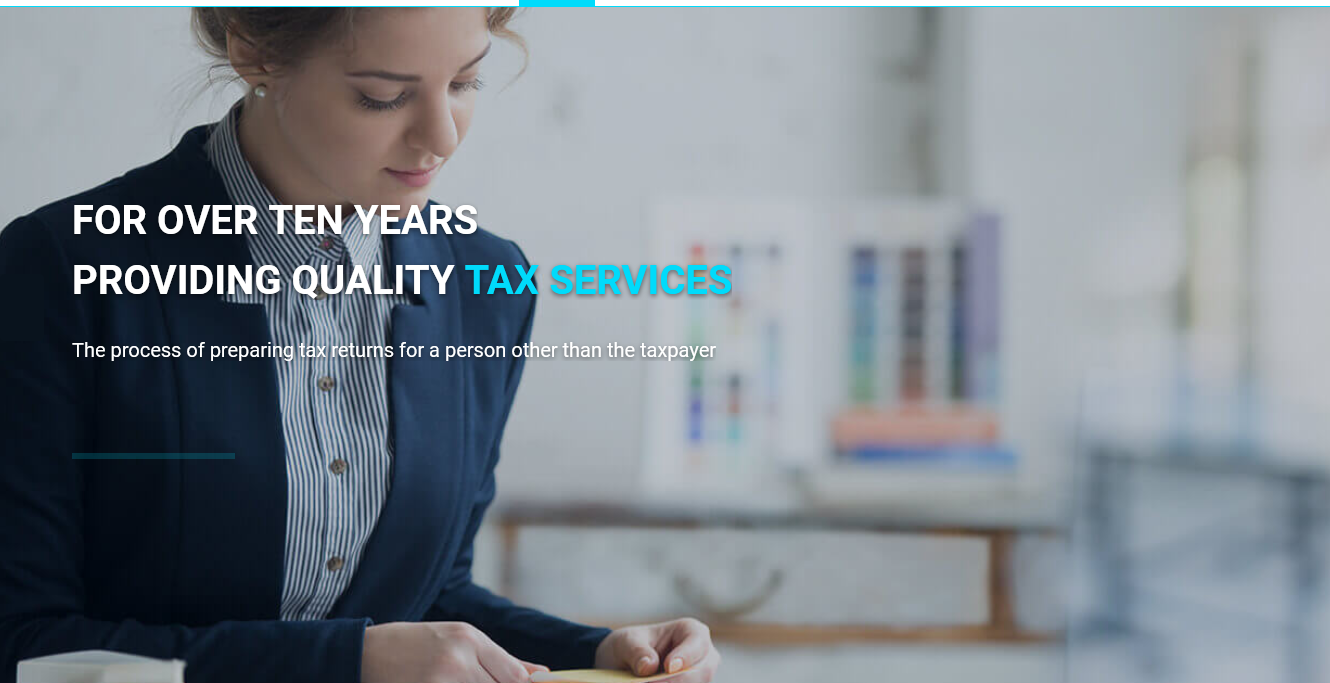 FOR OVER TEN YEARS
PROVIDING QUALITY TAX SERVICES
The process of preparing tax returns for a person other than the taxpayer